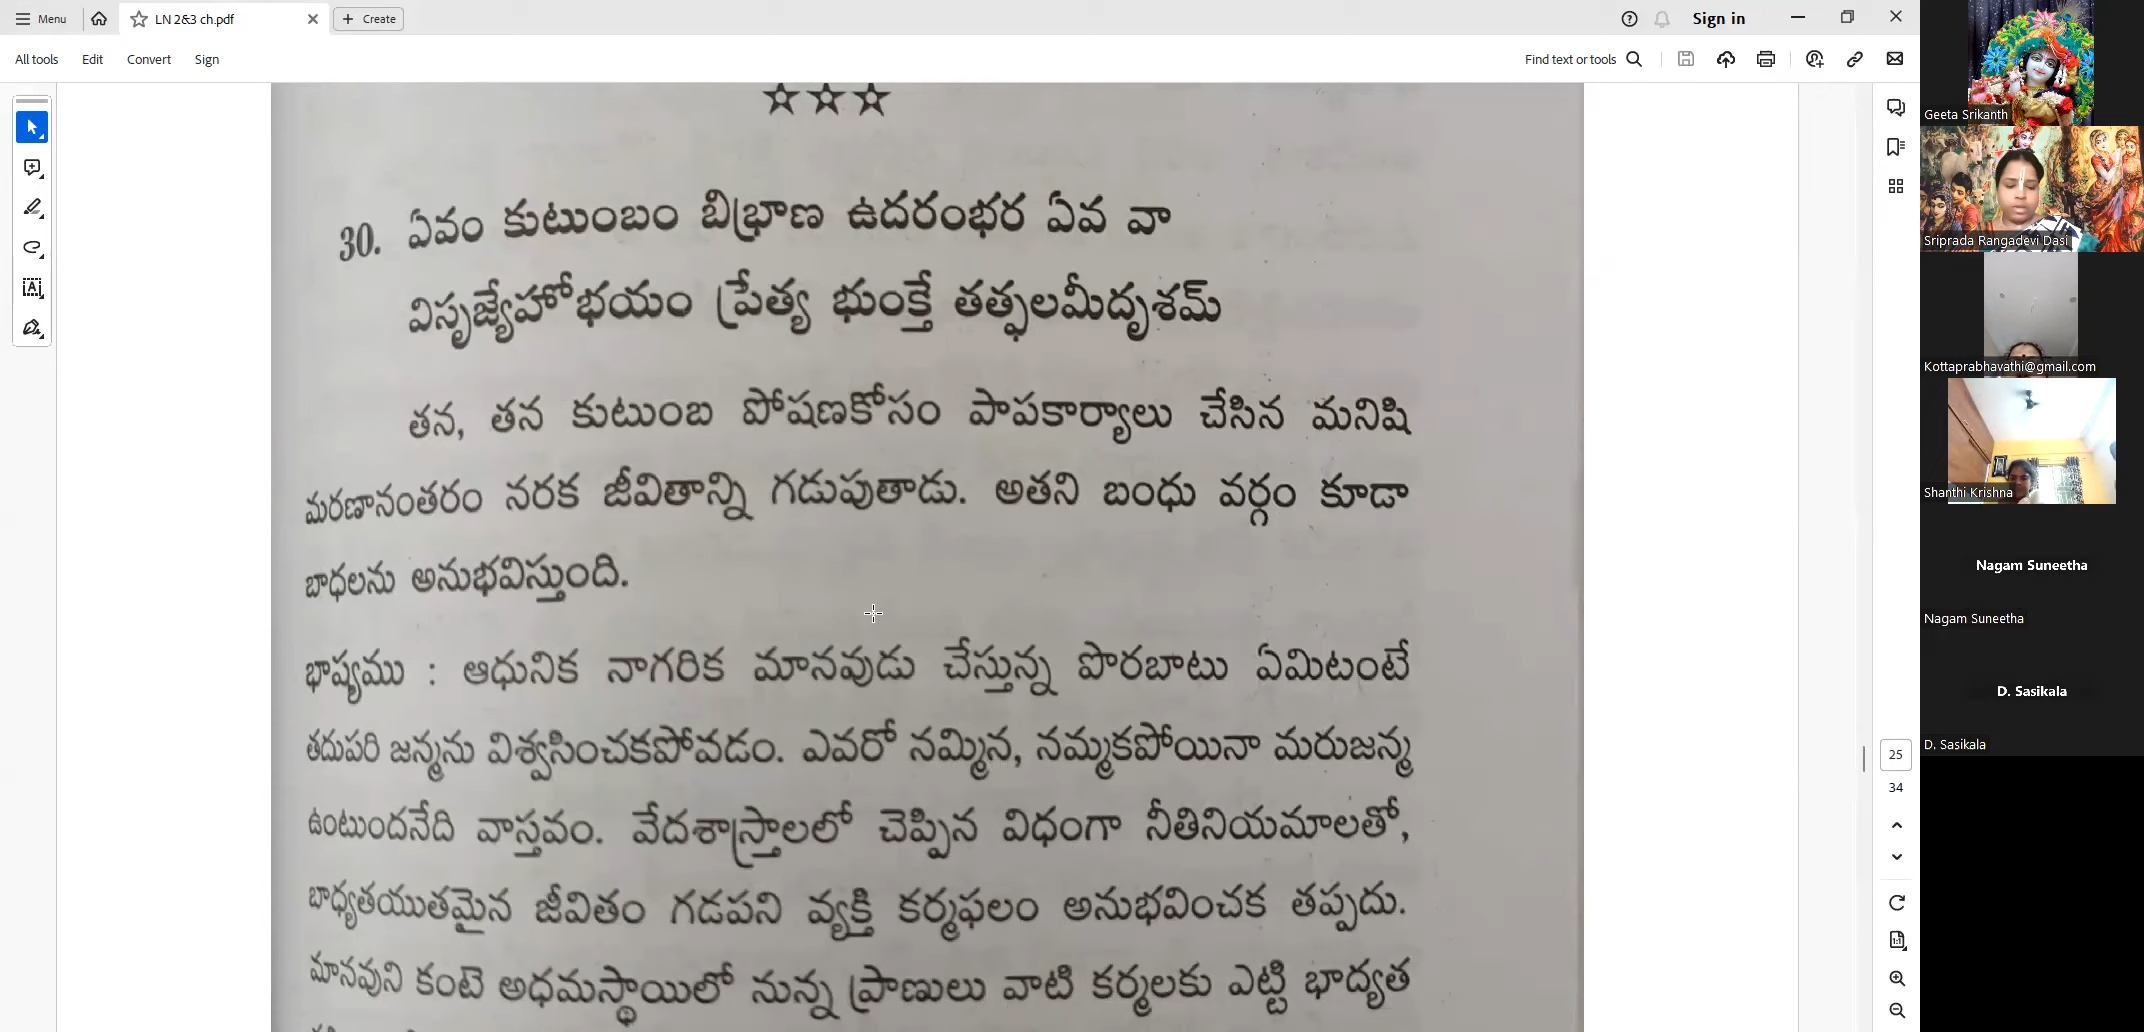 Menu
LN 2&3 ch.pdf
Create
Sign in
All tools
Edit
Convert
Sign
Find text or tools
☆☆☆
30. ఏవం కుటుంబం బిభ్రాణ ఉదరంభర ఏవ వా
విసృజ్యేహోభయం ప్రేత్య భుంక్తే తత్ఫలమీదృశమ్
తన, తన కుటుంబ పోషణకోసం పాపకార్యాలు చేసిన మనిషి
మరణానంతరం నరక జీవితాన్ని గడుపుతాడు. అతని బంధు వర్గం కూడా
బాధలను అనుభవిస్తుంది.
భాష్యము : ఆధునిక నాగరిక మానవుడు చేస్తున్న పొరబాటు ఏమిటంటే
తదుపరి జన్మను విశ్వసించకపోవడం. ఎవరో నమ్మిన, నమ్మకపోయినా మరుజన్మ
ఉంటుందనేది వాస్తవం. వేదశాస్త్రాలలో చెప్పిన విధంగా నీతినియమాలతో,
బాధ్యతయుతమైన జీవితం గడపని వ్యక్తి కర్మఫలం అనుభవించక తప్పదు.
మానవుని కంటె అధమస్థాయిలో నున్న ప్రాణులు వాటి కర్మలకు ఎట్టి భాద్యత
25
34
Geeta Srikanth
Sriprada Rangadevi Dasi
Kottaprabhavathi@gmail.com
Shanthi Krishna
Nagam Suneetha
Nagam Suneetha
D. Sasikala
D. Sasikala